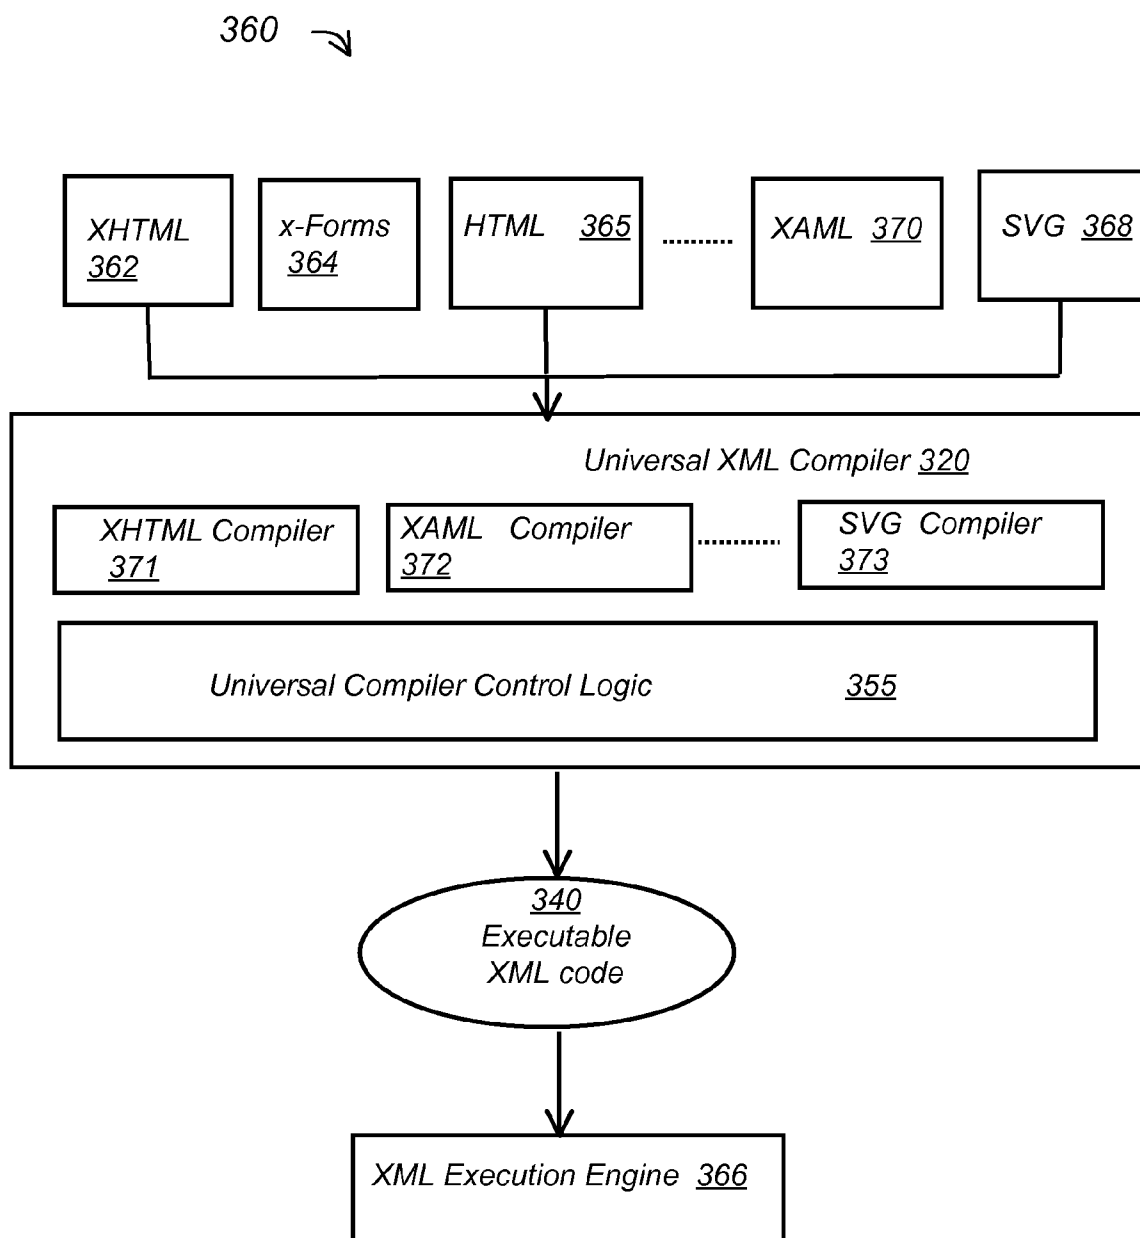 360
XHTML
362
x-Forms
364
HTML 365
XAML 370
SVG 368
Universal XML Compiler 320
XHTML Compiler
371
XAML Compiler
372
SVG Compiler
373
Universal Compiler Control Logic 355
340
Executable
XML code
XML Execution Engine 366